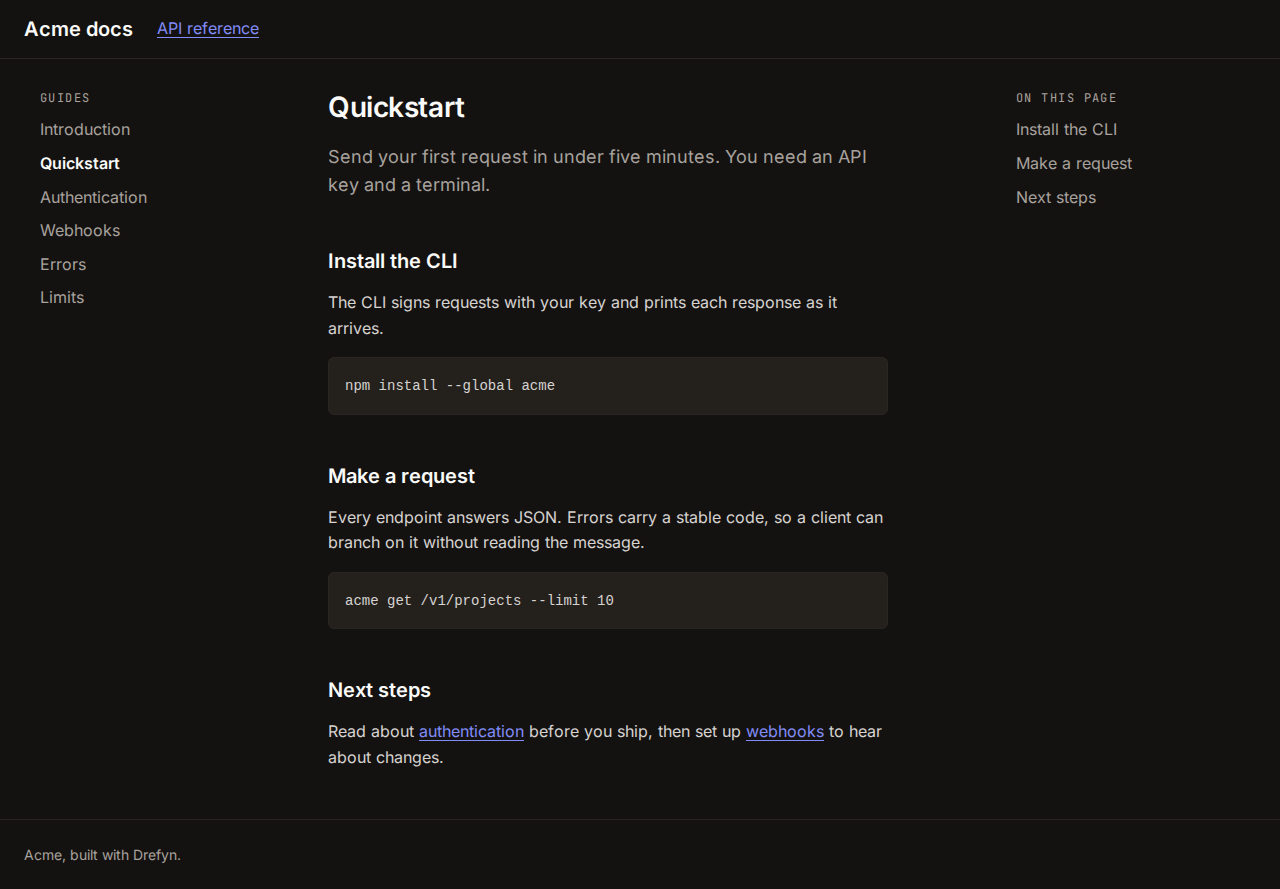 Acme docs
API reference
GUIDES
Introduction
Quickstart
Authentication
Webhooks
Errors
Limits
Quickstart
Send your first request in under five minutes. You need an API
key and a terminal.
Install the CLI
The CLI signs requests with your key and prints each response as it
arrives.
npm install --global acme
Make a request
Every endpoint answers JSON. Errors carry a stable code, so a client can
branch on it without reading the message.
acme get /v1/projects --limit 10
Next steps
Read about authentication before you ship, then set up webhooks to hear
about changes.
ON THIS PAGE
Install the CLI
Make a request
Next steps
Acme, built with Drefyn.